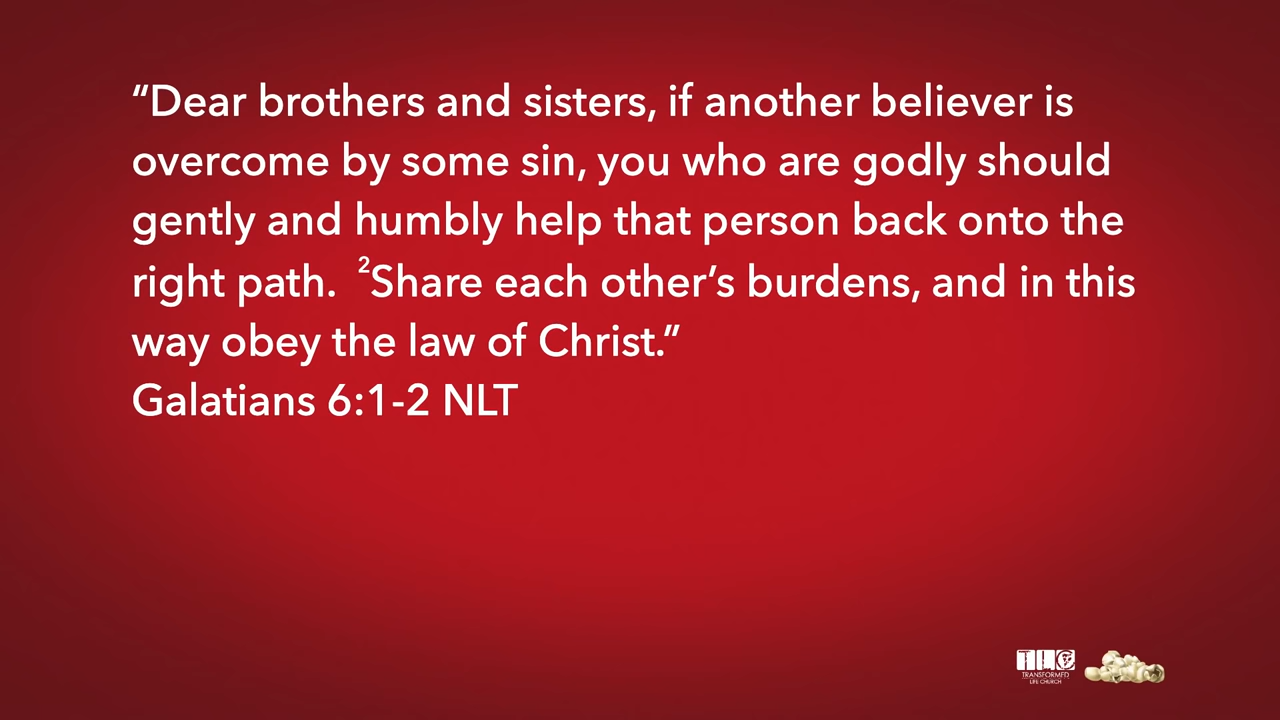 “Dear brothers and sisters, if another believer is
overcome by some sin, you who are godly should
gently and humbly help that person back onto the
right path.  ²Share each other’s burdens, and in this
way obey the law of Christ.”
Galatians 6:1-2 NLT
TLC
TRANSFORMED
LIFE CHURCH